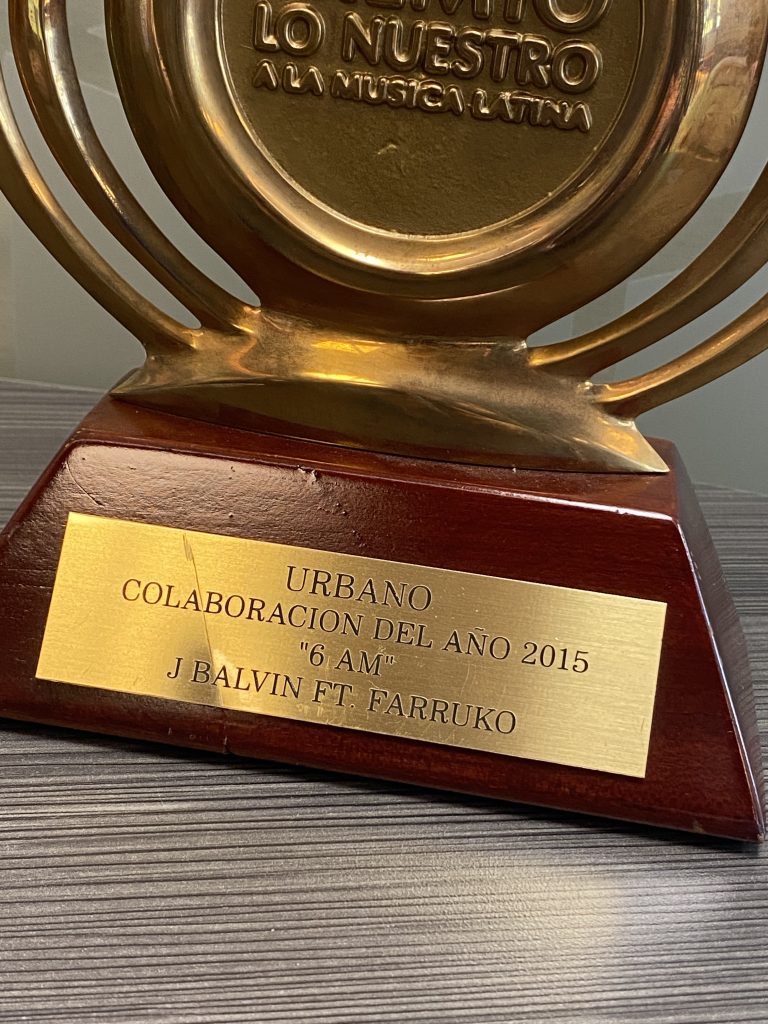 LO NUESTRO
A LA MUSICA LATINA
URBANO
COLABORACION DEL AÑO 2015
"6 AM"
J BALVIN FT. FARRUKO